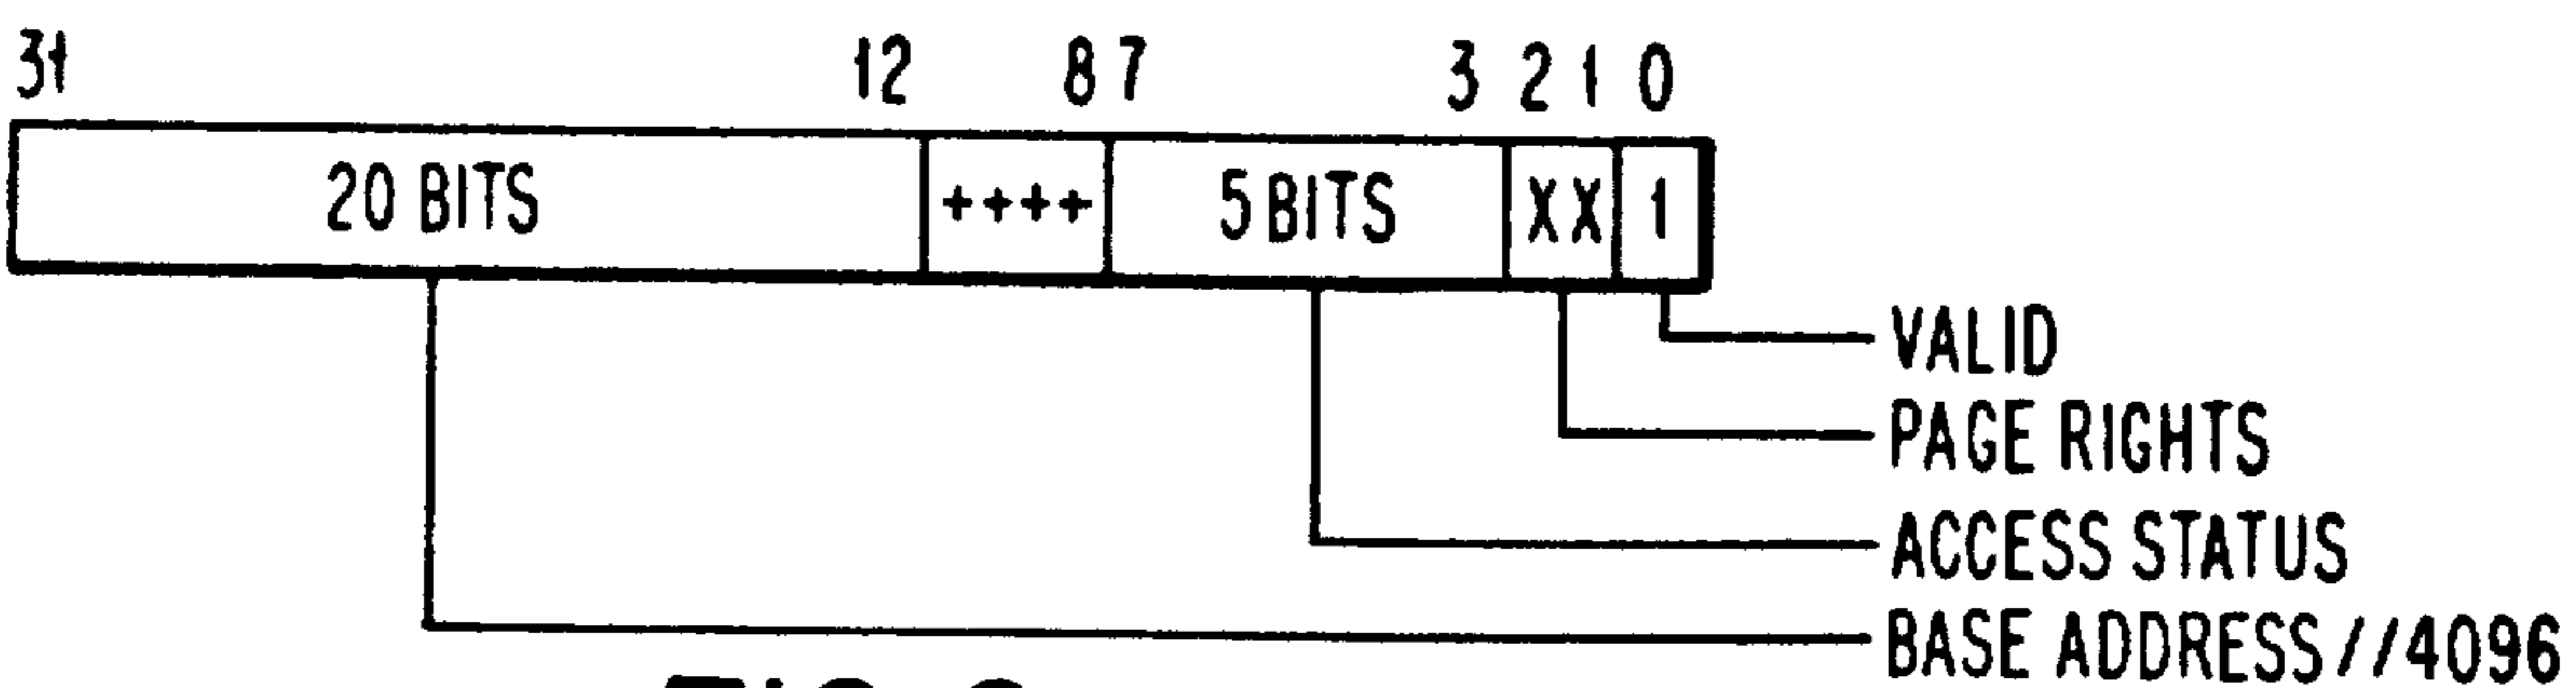 31 12 8 7 3 2 1 0
20 BITS ++++ 5 BITS XX 1
VALID
PAGE RIGHTS
ACCESS STATUS
BASE ADDRESS//4096